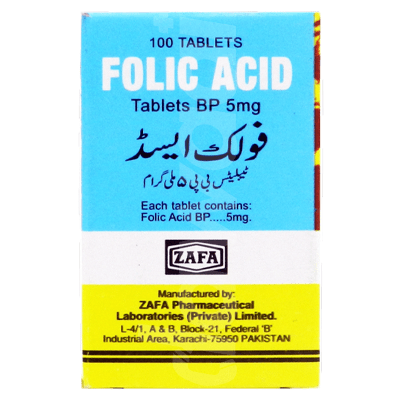 100 TABLETS
FOLIC ACID
Tablets BP 5mg
فولک ایسڈ
ٹیبلیٹس بی پی ۵ ملی گرام
Each tablet contains:
Folic Acid BP.....5mg.
ZAFA
Manufactured by:
ZAFA Pharmaceutical
Laboratories (Private) Limited.
L-4/1, A & B, Block-21, Federal 'B'
Industrial Area, Karachi-75950 PAKISTAN